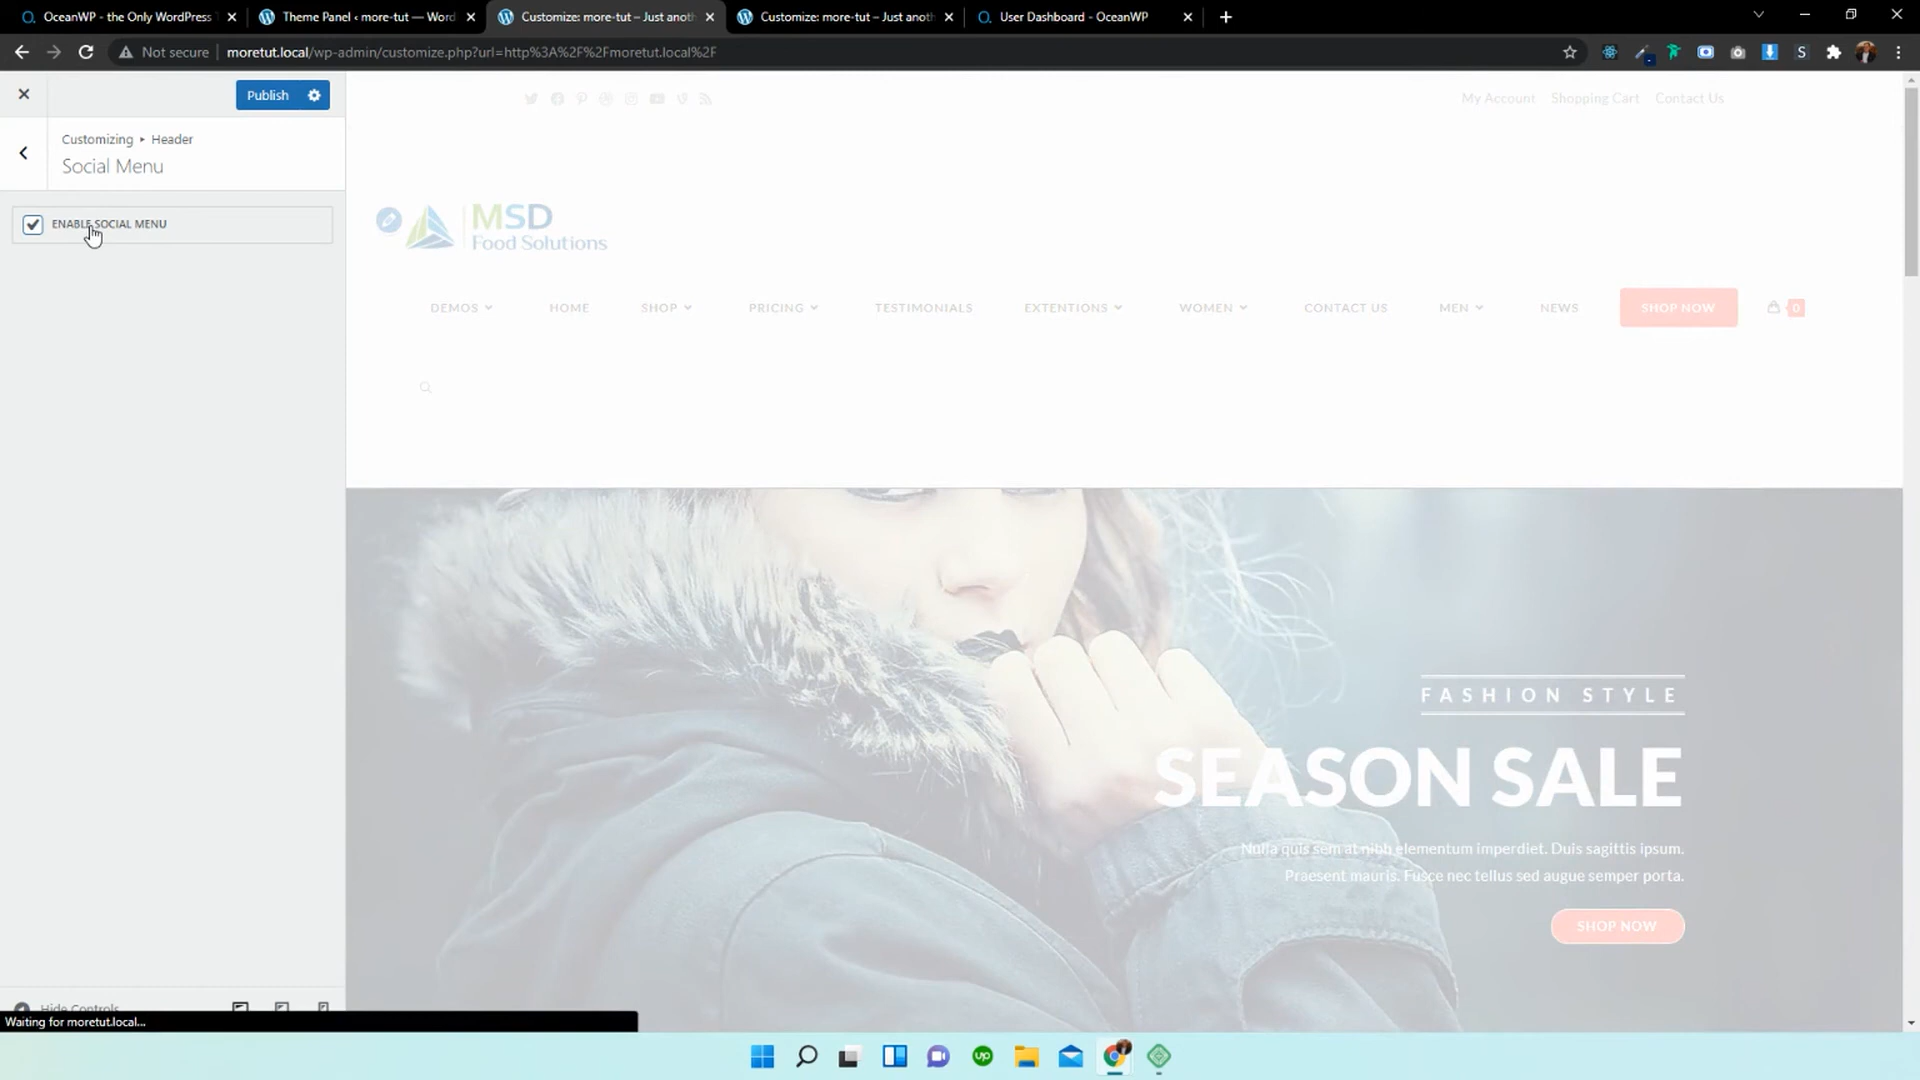 OceanWP - the Only WordPress T
Theme Panel ‹ more-tut — Word
Customize: more-tut – Just anoth
Customize: more-tut – Just anoth
User Dashboard - OceanWP
Not secure
moretut.local/wp-admin/customize.php?url=http%3A%2F%2Fmoretut.local%2F
Publish
My Account Shopping Cart Contact Us
Customizing ▸ Header
Social Menu
ENABLE SOCIAL MENU
MSD
Food Solutions
DEMOS HOME SHOP PRICING TESTIMONIALS EXTENTIONS WOMEN CONTACT US MEN NEWS SHOP NOW 0
FASHION STYLE
SEASON SALE
Nulla quis sem at nibh elementum imperdiet. Duis sagittis ipsum.
Praesent mauris. Fusce nec tellus sed augue semper porta.
SHOP NOW
Hide Controls
Waiting for moretut.local...